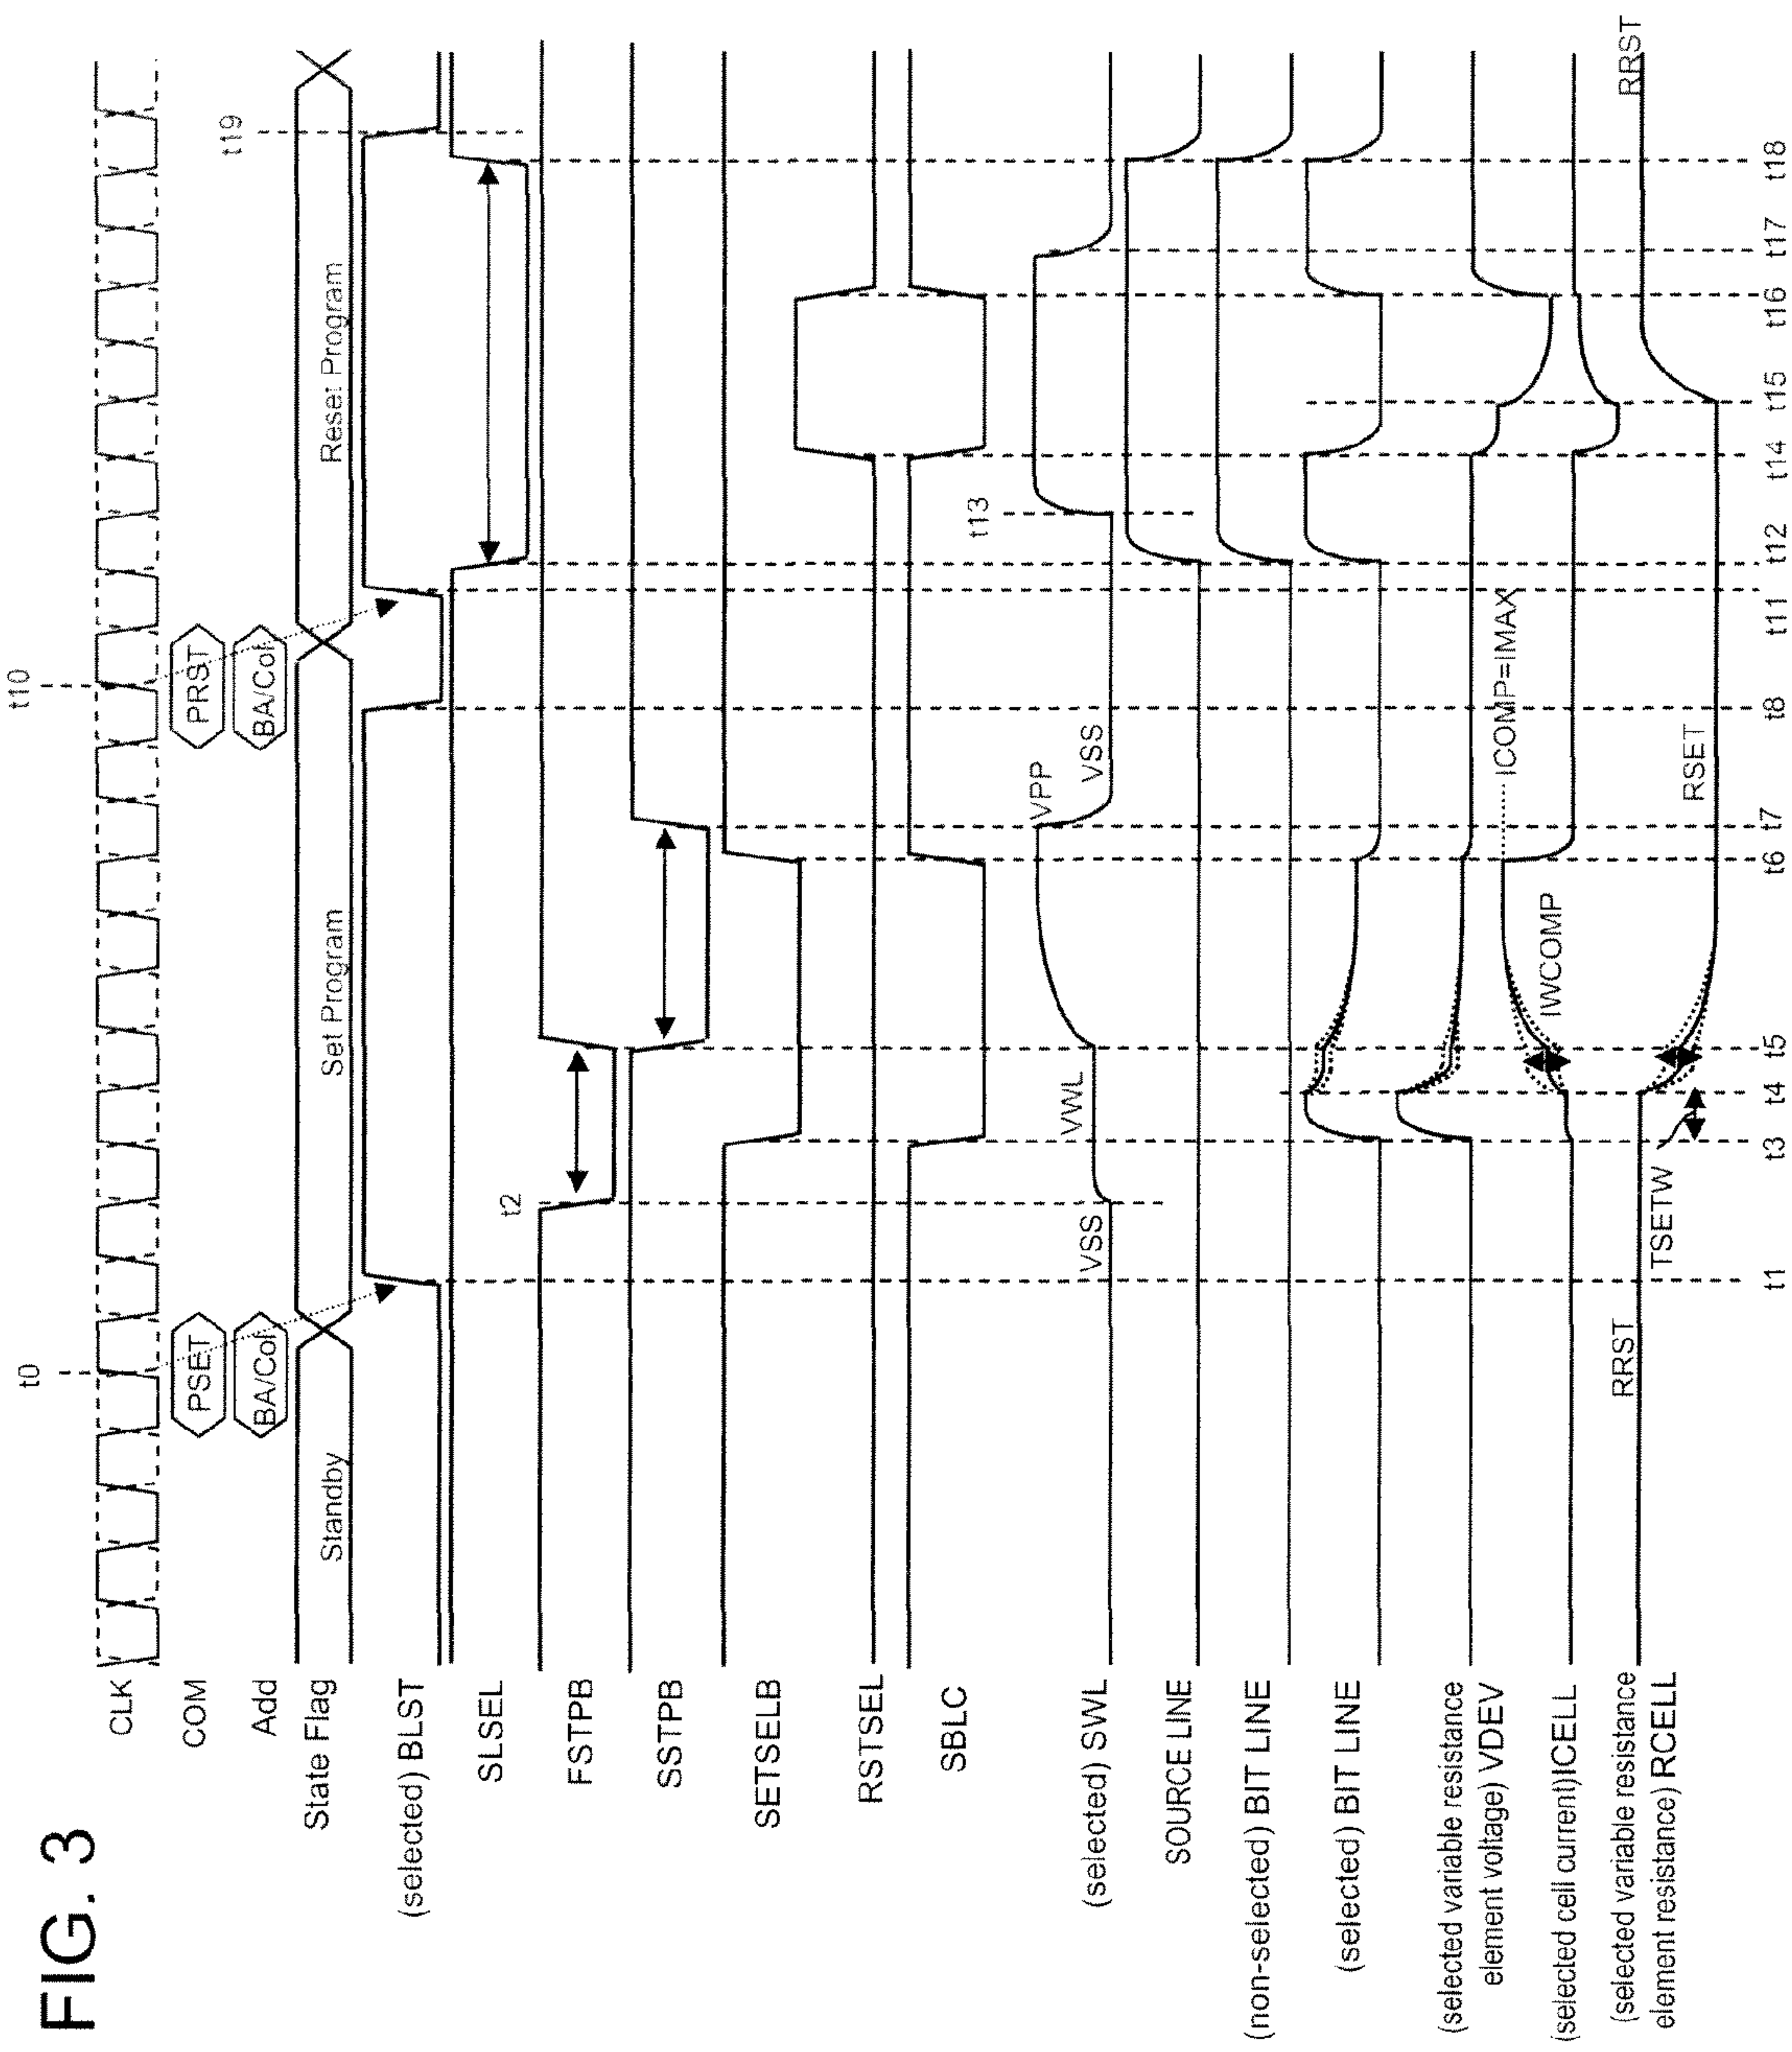 FIG. 3
t0
t10
t19
CLK
COM
PSET
PRST
Add
BA/Col
BA/Col
State Flag
Standby
Set Program
Reset Program
(selected) BLST
SLSEL
FSTPB
t2
SSTPB
SETSELB
RSTSEL
SBLC
t13
(selected) SWL
VSS
VWL
VPP
VSS
SOURCE LINE
(non-selected) BIT LINE
(selected) BIT LINE
(selected variable resistance
element voltage) VDEV
ICOMP=IMAX
IWCOMP
(selected cell current)ICELL
(selected variable resistance
element resistance) RCELL
RRST
TSETW
RSET
RRST
t1
t3
t4
t5
t6
t7
t8
t11
t12
t14
t15
t16
t17
t18